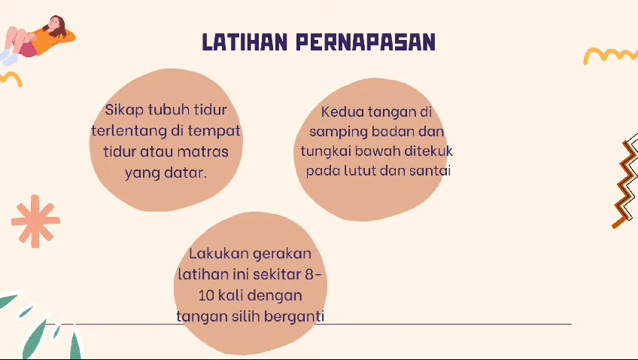 LATIHAN PERNAPASAN
Sikap tubuh tidur
terlentang di tempat
tidur atau matras
yang datar.
Kedua tangan di
samping badan dan
tungkai bawah ditekuk
pada lutut dan santai
Lakukan gerakan
latihan ini sekitar 8-
10 kali dengan
tangan silih berganti